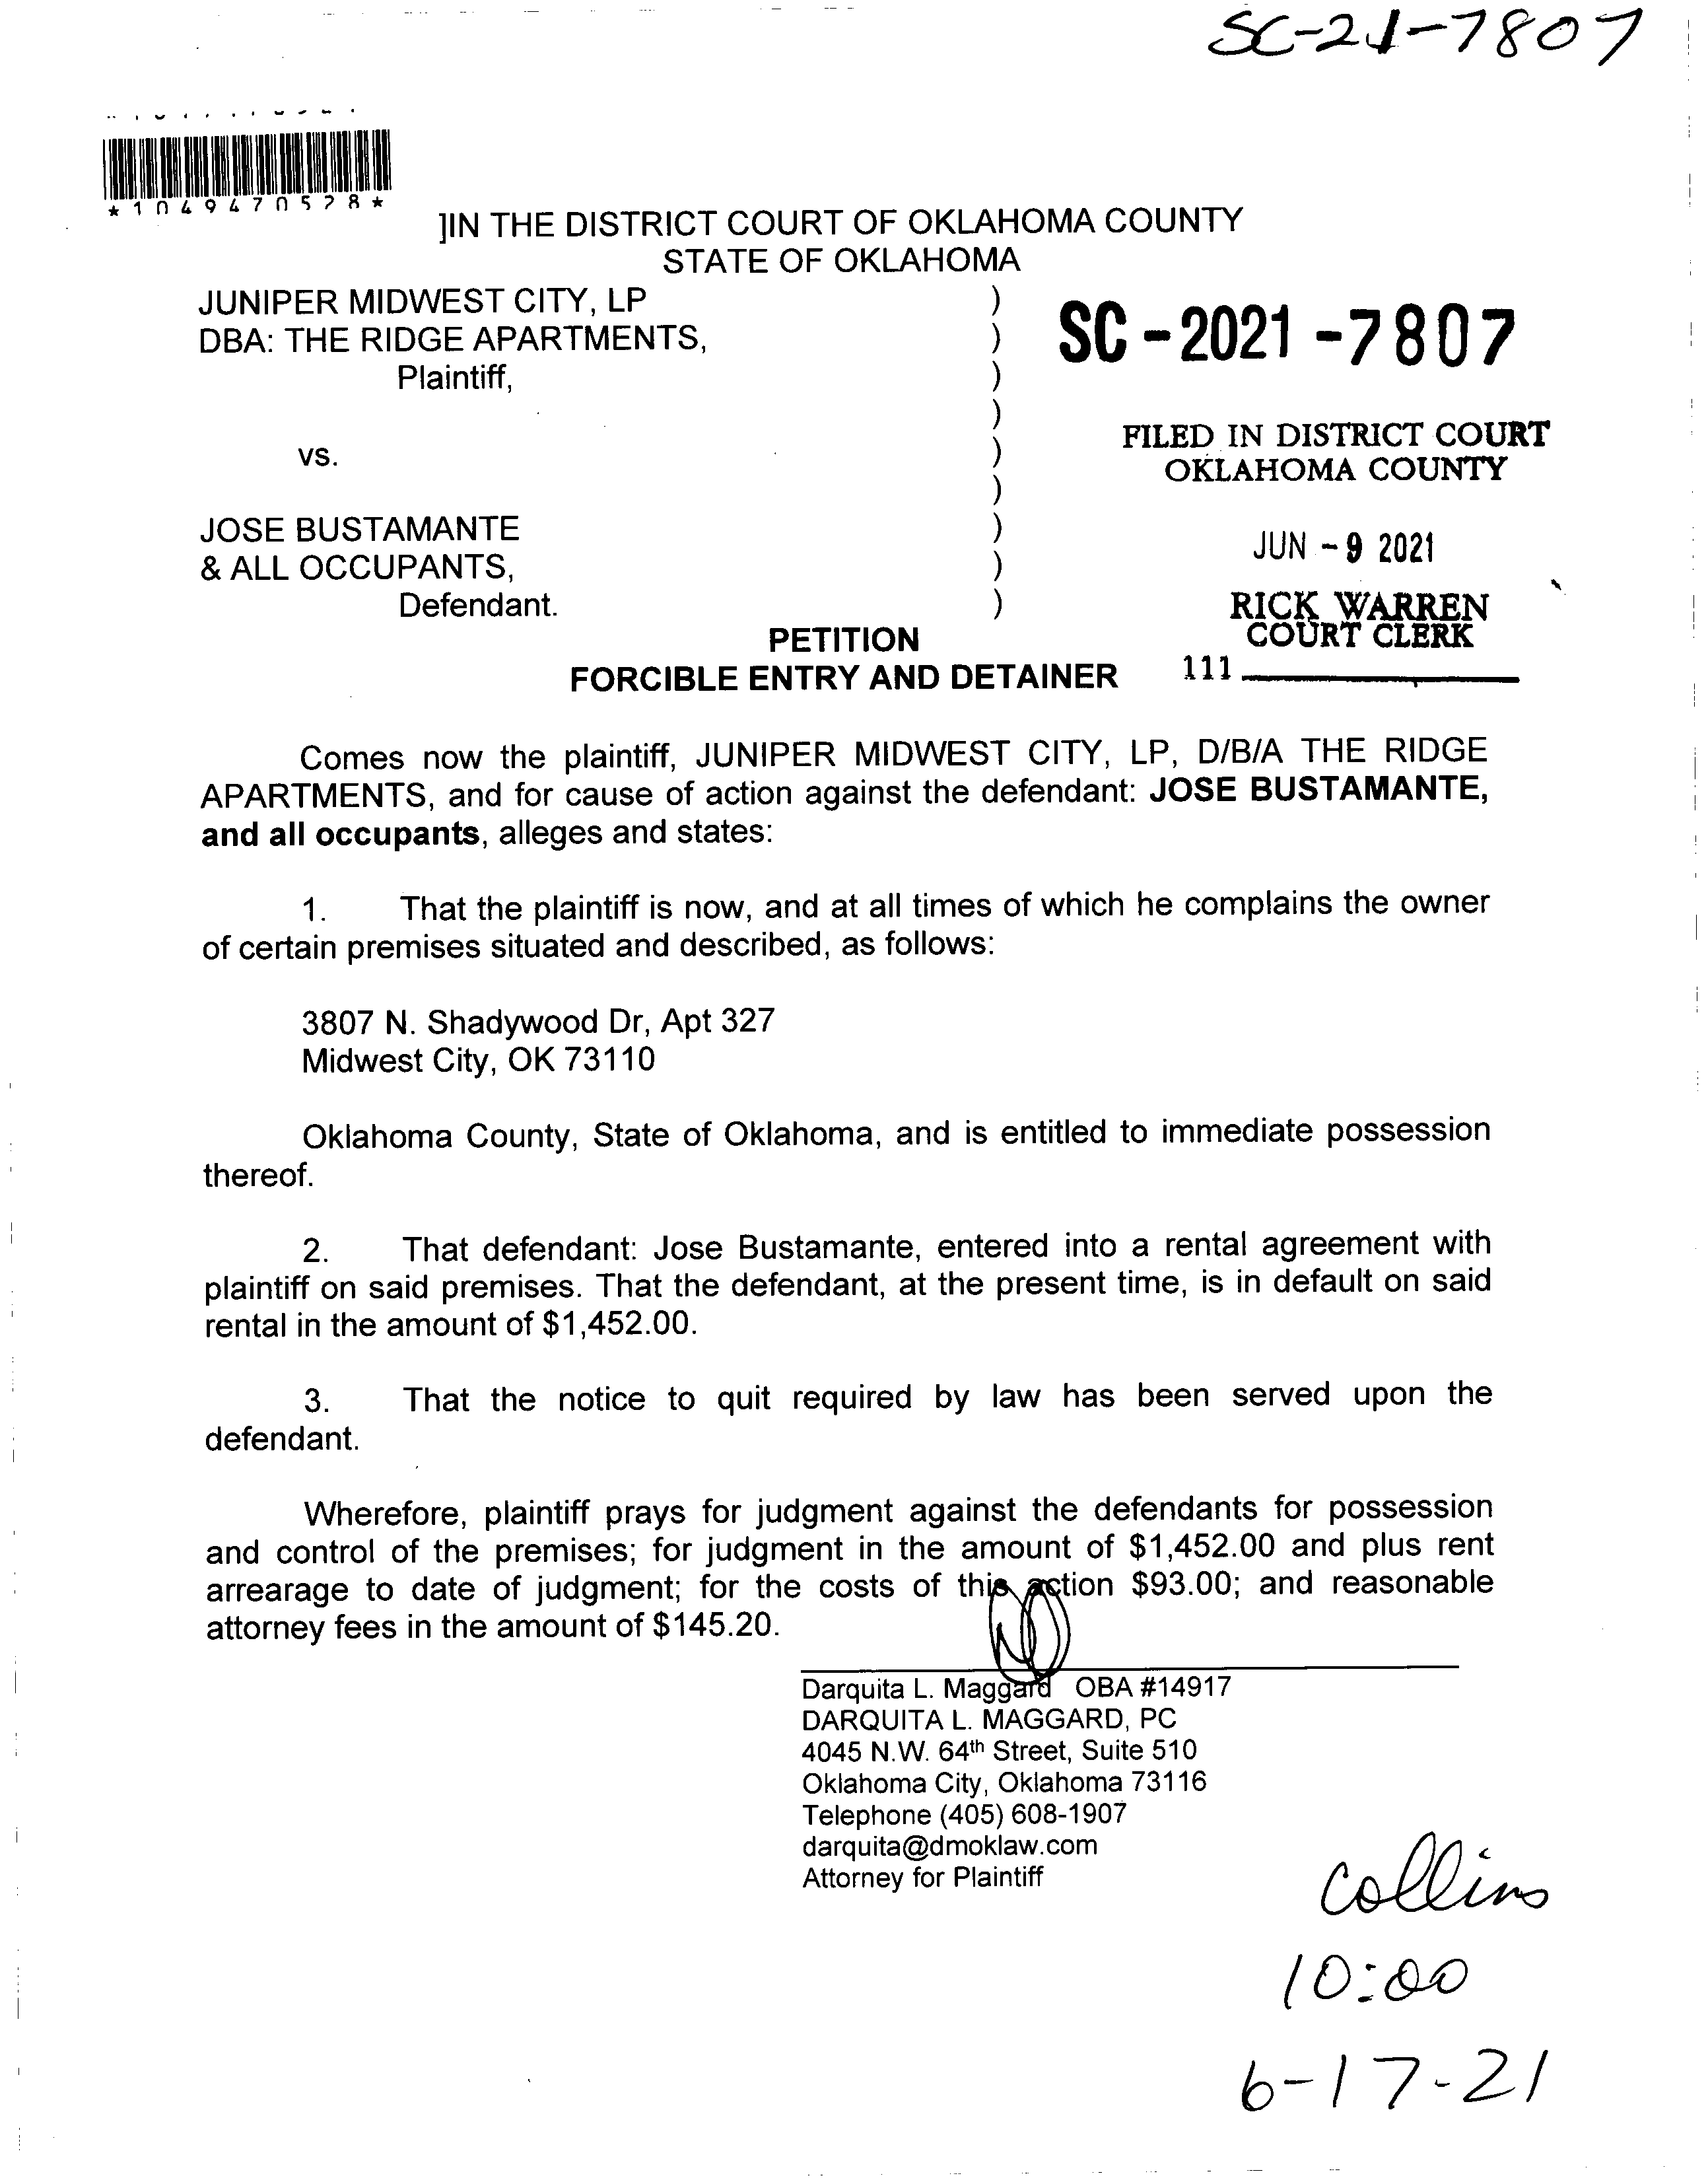 SC-21-7807
*1049470528*
]IN THE DISTRICT COURT OF OKLAHOMA COUNTY
STATE OF OKLAHOMA
JUNIPER MIDWEST CITY, LP )
DBA: THE RIDGE APARTMENTS, )
Plaintiff, )
)
vs. )
)
JOSE BUSTAMANTE )
& ALL OCCUPANTS, )
Defendant. )
SC-2021-7807
FILED IN DISTRICT COURT
OKLAHOMA COUNTY
JUN -9 2021
RICK WARREN
COURT CLERK
111
PETITION
FORCIBLE ENTRY AND DETAINER
Comes now the plaintiff, JUNIPER MIDWEST CITY, LP, D/B/A THE RIDGE
APARTMENTS, and for cause of action against the defendant: JOSE BUSTAMANTE,
and all occupants, alleges and states:
1. That the plaintiff is now, and at all times of which he complains the owner
of certain premises situated and described, as follows:
3807 N. Shadywood Dr, Apt 327
Midwest City, OK 73110
Oklahoma County, State of Oklahoma, and is entitled to immediate possession
thereof.
2. That defendant: Jose Bustamante, entered into a rental agreement with
plaintiff on said premises. That the defendant, at the present time, is in default on said
rental in the amount of $1,452.00.
3. That the notice to quit required by law has been served upon the
defendant.
Wherefore, plaintiff prays for judgment against the defendants for possession
and control of the premises; for judgment in the amount of $1,452.00 and plus rent
arrearage to date of judgment; for the costs of this action $93.00; and reasonable
attorney fees in the amount of $145.20.
Darquita L. Maggard OBA #14917
DARQUITA L. MAGGARD, PC
4045 N.W. 64th Street, Suite 510
Oklahoma City, Oklahoma 73116
Telephone (405) 608-1907
darquita@dmoklaw.com
Attorney for Plaintiff
Collins
10:00
6-17-21